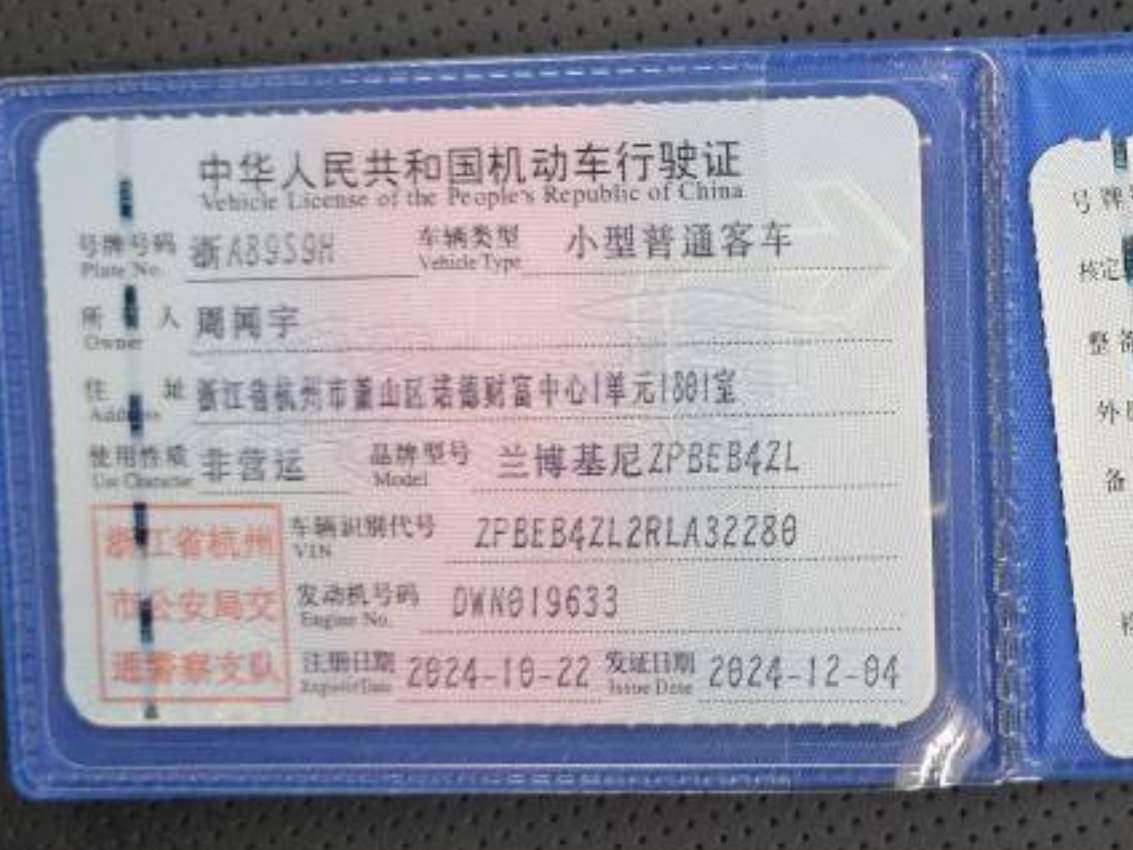 中华人民共和国机动车行驶证
Vehicle License of the People's Republic of China
号牌号码 浙AB9S9H 车辆类型 小型普通客车
Plate No. Vehicle Type
所有人 周闻宇
Owner
住址 浙江省杭州市萧山区诺德财富中心1单元1801室
Address
使用性质 非营运 品牌型号 兰博基尼ZPBEB4ZL
Use Character Model
车辆识别代号 ZPBEB4ZL2RLA32280
VIN
发动机号码 DWN019633
Engine No.
注册日期 2024-10-22 发证日期 2024-12-04
Register Date Issue Date
浙江省杭州
市公安局交
通警察支队
号牌
核定
整备
外
备